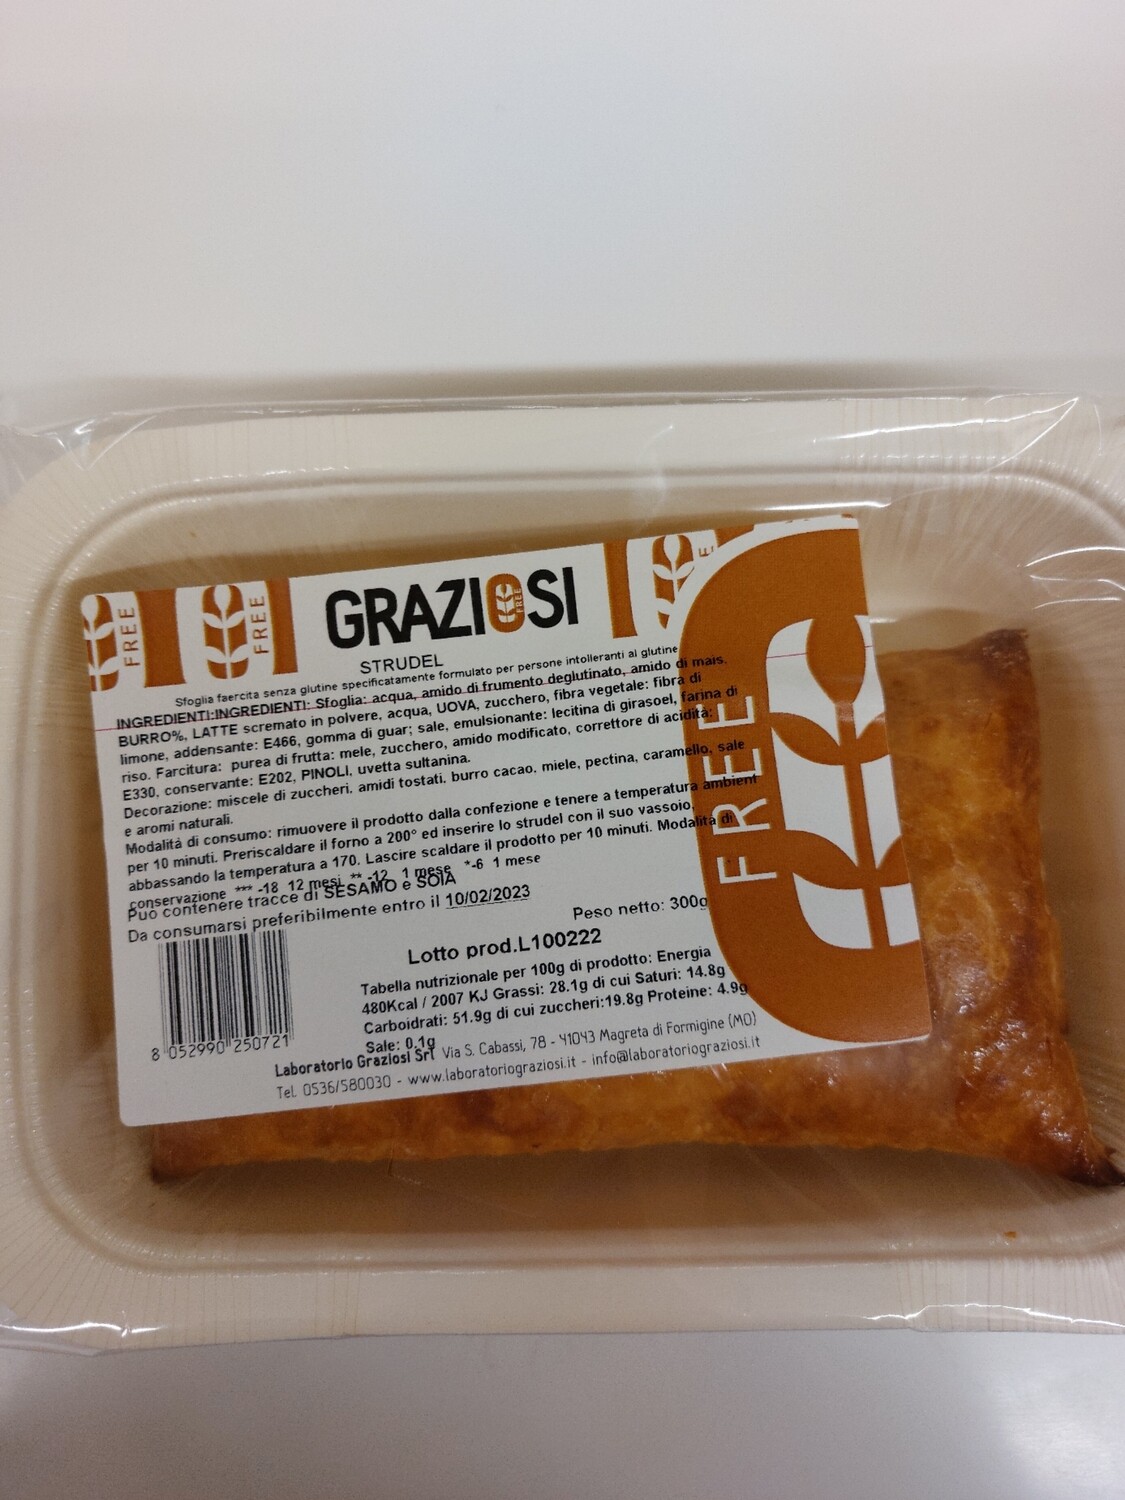 FREE
FREE
GRAZIOSI
FREE
FREE
STRUDEL
Sfoglia faercita senza glutine specificatamente formulato per persone intolleranti al glutine
INGREDIENTI:INGREDIENTI: Sfoglia: acqua, amido di frumento deglutinato, amido di mais,
BURRO%, LATTE scremato in polvere, acqua, UOVA, zucchero, fibra vegetale: fibra di
limone, addensante: E466, gomma di guar; sale, emulsionante: lecitina di girasoel, farina di
riso. Farcitura: purea di frutta: mele, zucchero, amido modificato, correttore di acidità:
E330, conservante: E202, PINOLI, uvetta sultanina.
Decorazione: miscele di zuccheri, amidi tostati, burro cacao, miele, pectina, caramello, sale
e aromi naturali.
Modalità di consumo: rimuovere il prodotto dalla confezione e tenere a temperatura ambient
per 10 minuti. Preriscaldare il forno a 200° ed inserire lo strudel con il suo vassoio,
abbassando la temperatura a 170. Lascire scaldare il prodotto per 10 minuti. Modalità di
conservazione *** -18 12 mesi ** -12 1 mese *-6 1 mese
Può contenere tracce di SESAMO e SOIA
Da consumarsi preferibilmente entro il 10/02/2023
Peso netto: 300g
Lotto prod.L100222
Tabella nutrizionale per 100g di prodotto: Energia
480Kcal / 2007 KJ Grassi: 28.1g di cui Saturi: 14.8g
Carboidrati: 51.9g di cui zuccheri:19.8g Proteine: 4.9g
Sale: 0.1g
8 052990 250721
Laboratorio Graziosi Srl Via S. Cabassi, 78 - 41043 Magreta di Formigine (MO)
Tel. 0536/580030 - www.laboratoriograziosi.it - info@laboratoriograziosi.it
FREE